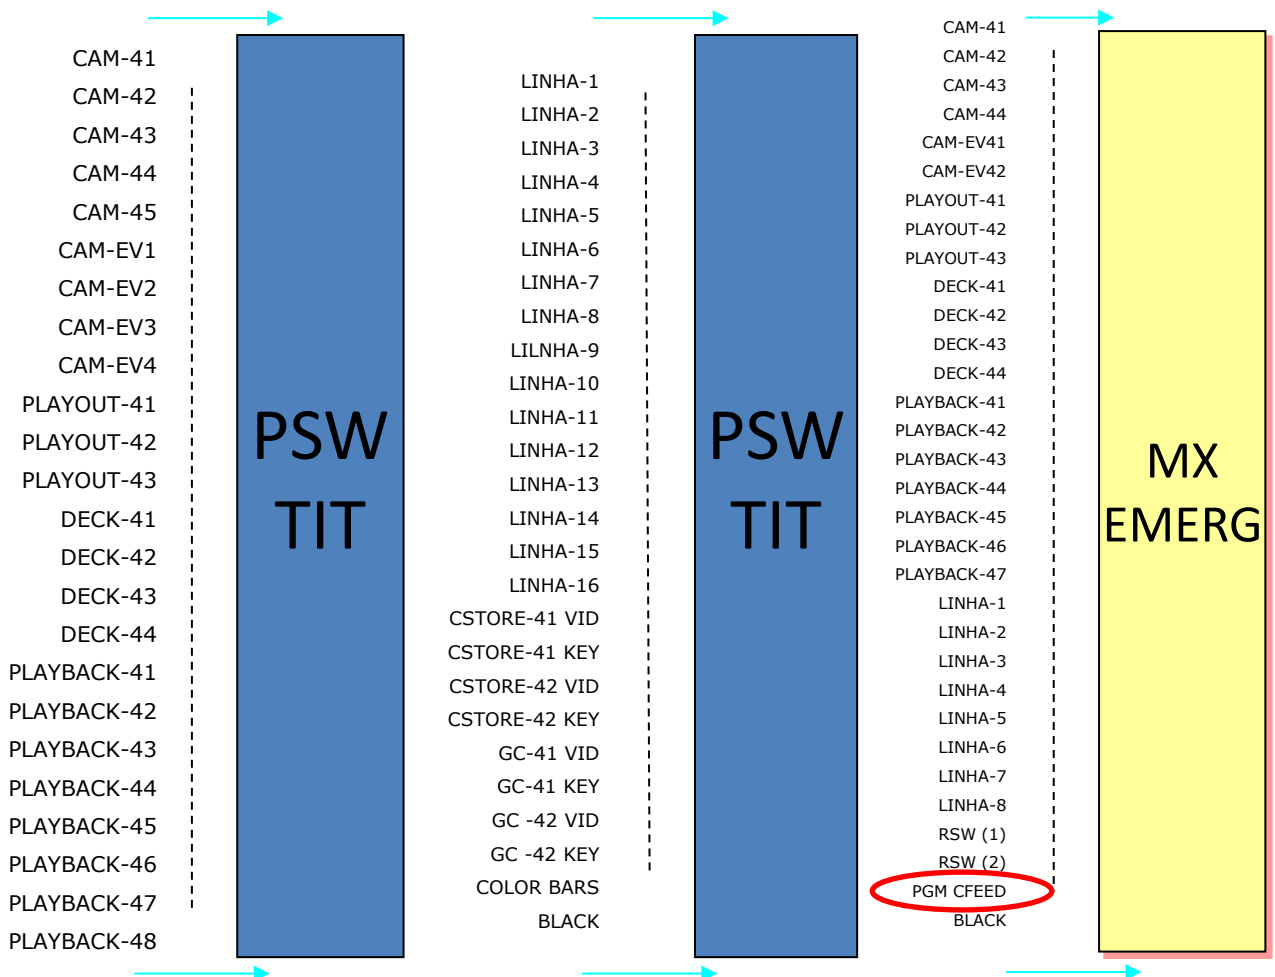 CAM-41
CAM-42
CAM-43
CAM-44
CAM-45
CAM-EV1
CAM-EV2
CAM-EV3
CAM-EV4
PLAYOUT-41
PLAYOUT-42
PLAYOUT-43
DECK-41
DECK-42
DECK-43
DECK-44
PLAYBACK-41
PLAYBACK-42
PLAYBACK-43
PLAYBACK-44
PLAYBACK-45
PLAYBACK-46
PLAYBACK-47
PLAYBACK-48
PSW
TIT
LINHA-1
LINHA-2
LINHA-3
LINHA-4
LINHA-5
LINHA-6
LINHA-7
LINHA-8
LILNHA-9
LINHA-10
LINHA-11
LINHA-12
LINHA-13
LINHA-14
LINHA-15
LINHA-16
CSTORE-41 VID
CSTORE-41 KEY
CSTORE-42 VID
CSTORE-42 KEY
GC-41 VID
GC-41 KEY
GC -42 VID
GC -42 KEY
COLOR BARS
BLACK
PSW
TIT
CAM-41
CAM-42
CAM-43
CAM-44
CAM-EV41
CAM-EV42
PLAYOUT-41
PLAYOUT-42
PLAYOUT-43
DECK-41
DECK-42
DECK-43
DECK-44
PLAYBACK-41
PLAYBACK-42
PLAYBACK-43
PLAYBACK-44
PLAYBACK-45
PLAYBACK-46
PLAYBACK-47
LINHA-1
LINHA-2
LINHA-3
LINHA-4
LINHA-5
LINHA-6
LINHA-7
LINHA-8
RSW (1)
RSW (2)
PGM CFEED
BLACK
MX
EMERG